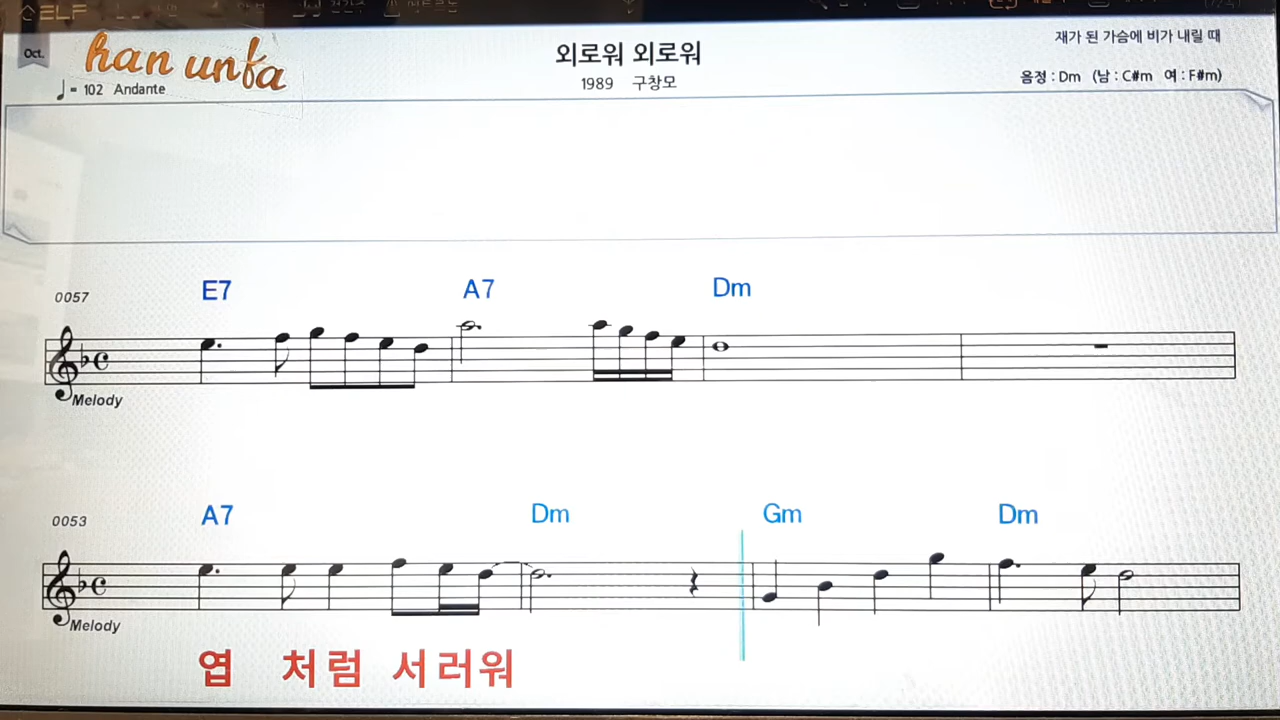 ELF
Oct.
han unfa
외로워 외로워
재가 된 가슴에 비가 내릴 때
♩= 102 Andante
1989 구창모
음정 : Dm (남 : C#m 여 : F#m)
0057
E7 A7 Dm
Melody
0053
A7 Dm Gm Dm
Melody
엽 처럼 서러워